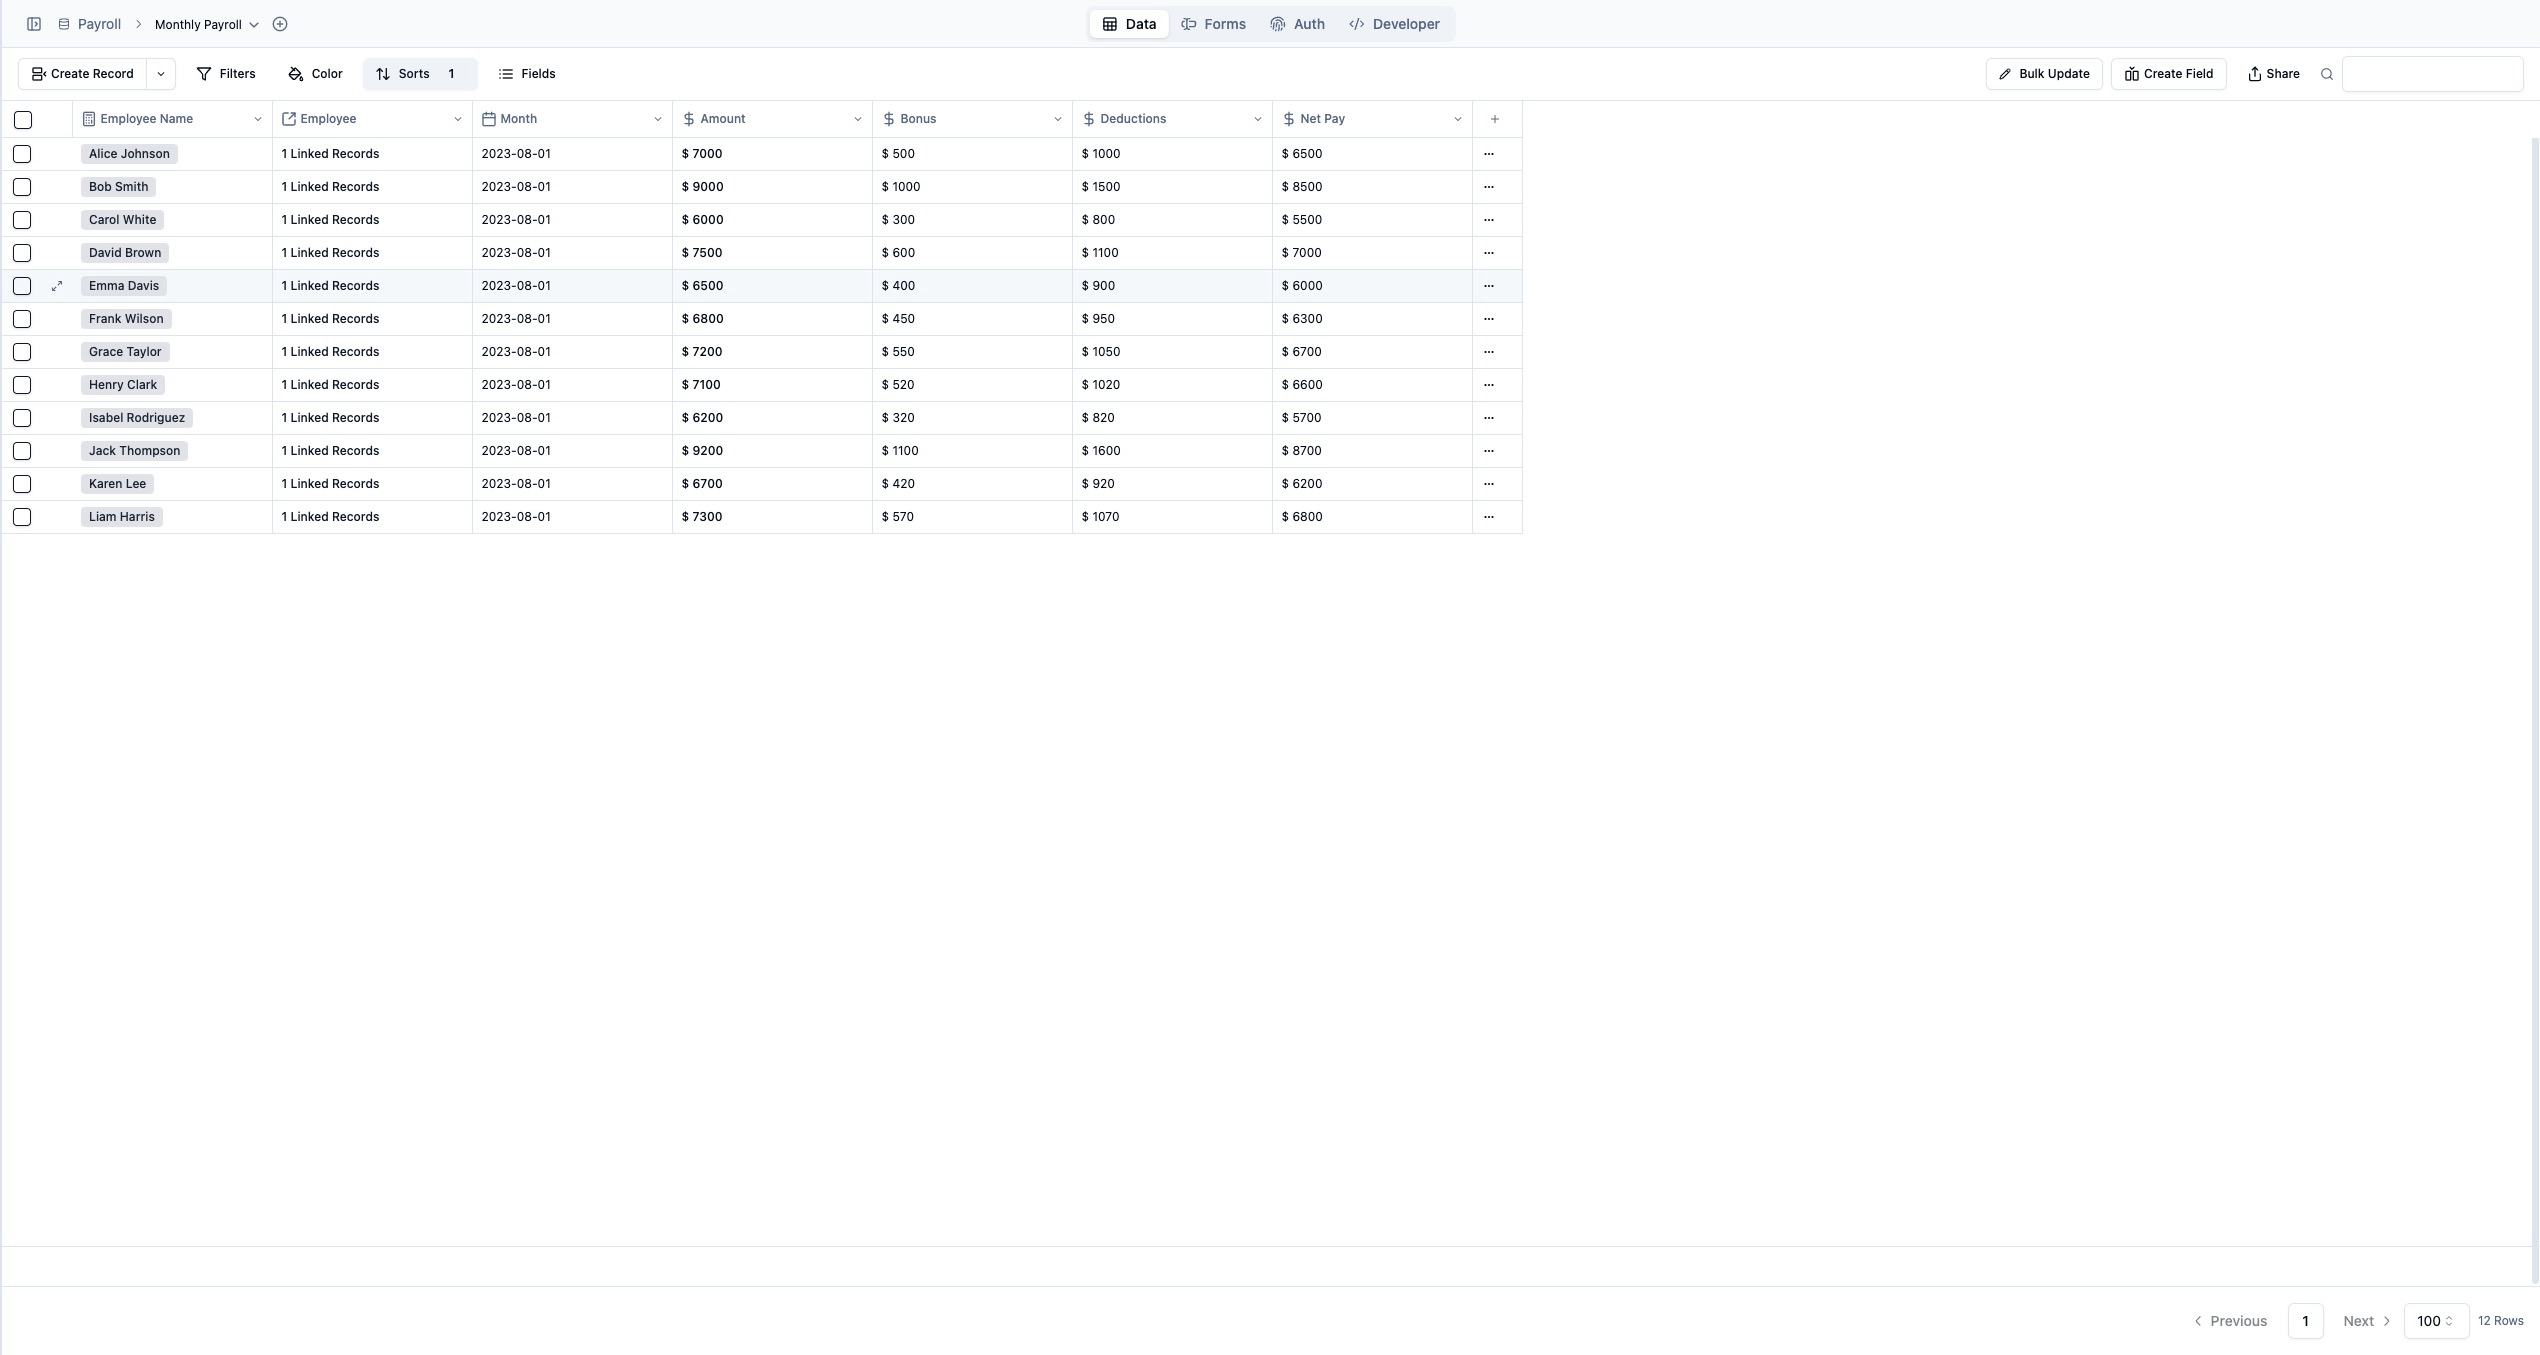 Payroll > Monthly Payroll
Data Forms Auth Developer
Create Record Filters Color Sorts 1 Fields Bulk Update Create Field Share
Employee Name Employee Month Amount Bonus Deductions Net Pay +
Alice Johnson 1 Linked Records 2023-08-01 $ 7000 $ 500 $ 1000 $ 6500 ...
Bob Smith 1 Linked Records 2023-08-01 $ 9000 $ 1000 $ 1500 $ 8500 ...
Carol White 1 Linked Records 2023-08-01 $ 6000 $ 300 $ 800 $ 5500 ...
David Brown 1 Linked Records 2023-08-01 $ 7500 $ 600 $ 1100 $ 7000 ...
Emma Davis 1 Linked Records 2023-08-01 $ 6500 $ 400 $ 900 $ 6000 ...
Frank Wilson 1 Linked Records 2023-08-01 $ 6800 $ 450 $ 950 $ 6300 ...
Grace Taylor 1 Linked Records 2023-08-01 $ 7200 $ 550 $ 1050 $ 6700 ...
Henry Clark 1 Linked Records 2023-08-01 $ 7100 $ 520 $ 1020 $ 6600 ...
Isabel Rodriguez 1 Linked Records 2023-08-01 $ 6200 $ 320 $ 820 $ 5700 ...
Jack Thompson 1 Linked Records 2023-08-01 $ 9200 $ 1100 $ 1600 $ 8700 ...
Karen Lee 1 Linked Records 2023-08-01 $ 6700 $ 420 $ 920 $ 6200 ...
Liam Harris 1 Linked Records 2023-08-01 $ 7300 $ 570 $ 1070 $ 6800 ...
< Previous 1 Next > 100 12 Rows